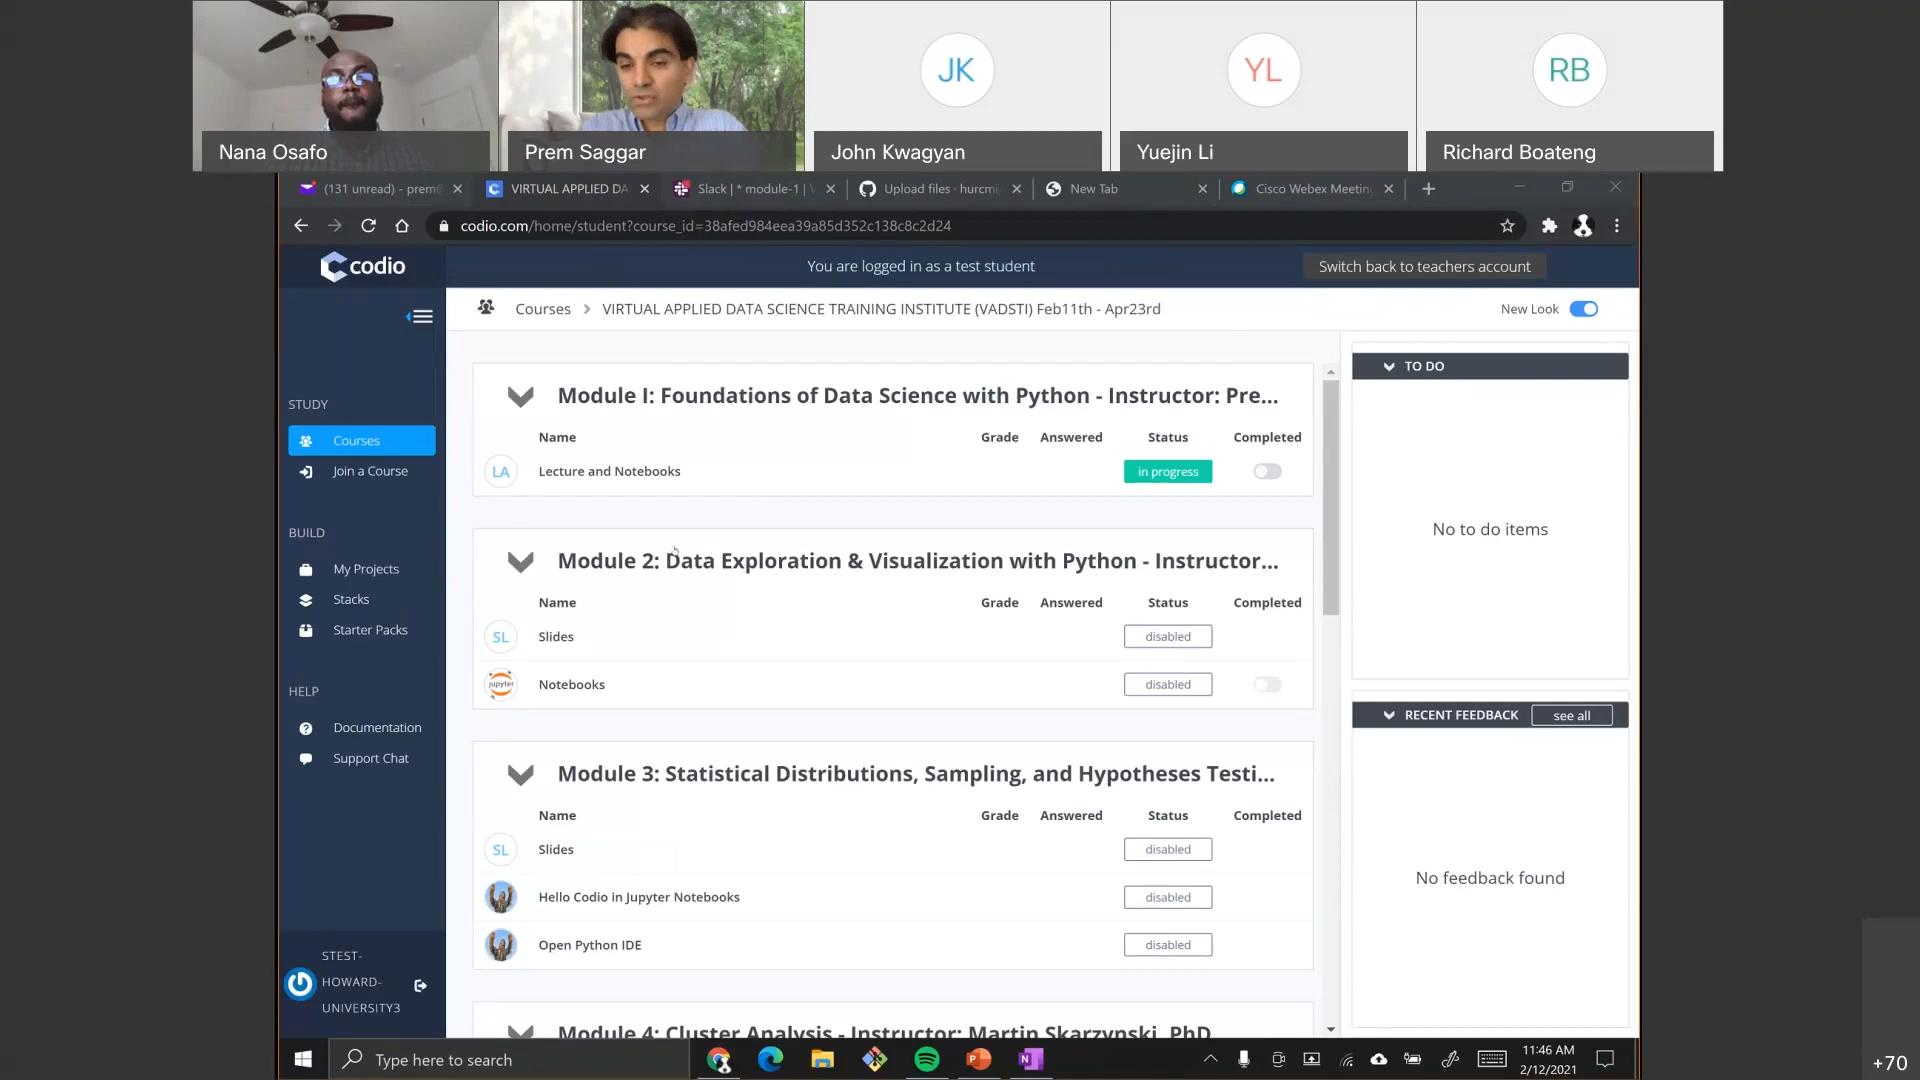 JK
YL
RB
Nana Osafo
Prem Saggar
John Kwagyan
Yuejin Li
Richard Boateng
(131 unread) - prem
VIRTUAL APPLIED DA
Slack | * module-1 | V
Upload files · hurcmi
New Tab
Cisco Webex Meetin
codio.com/home/student?course_id=38afed984eea39a85d352c138c8c2d24
codio
You are logged in as a test student
Switch back to teachers account
Courses
VIRTUAL APPLIED DATA SCIENCE TRAINING INSTITUTE (VADSTI) Feb11th - Apr23rd
New Look
STUDY
Courses
Join a Course
BUILD
My Projects
Stacks
Starter Packs
HELP
Documentation
Support Chat
STEST-
HOWARD-
UNIVERSITY3
Module I: Foundations of Data Science with Python - Instructor: Pre...
Name Grade Answered Status Completed
LA Lecture and Notebooks in progress
Module 2: Data Exploration & Visualization with Python - Instructor...
Name Grade Answered Status Completed
SL Slides disabled
jupyter Notebooks disabled
Module 3: Statistical Distributions, Sampling, and Hypotheses Testi...
Name Grade Answered Status Completed
SL Slides disabled
Hello Codio in Jupyter Notebooks disabled
Open Python IDE disabled
Module 4: Cluster Analysis - Instructor: Martin Skarzynski, PhD
TO DO
No to do items
RECENT FEEDBACK see all
No feedback found
Type here to search
11:46 AM
2/12/2021
+70